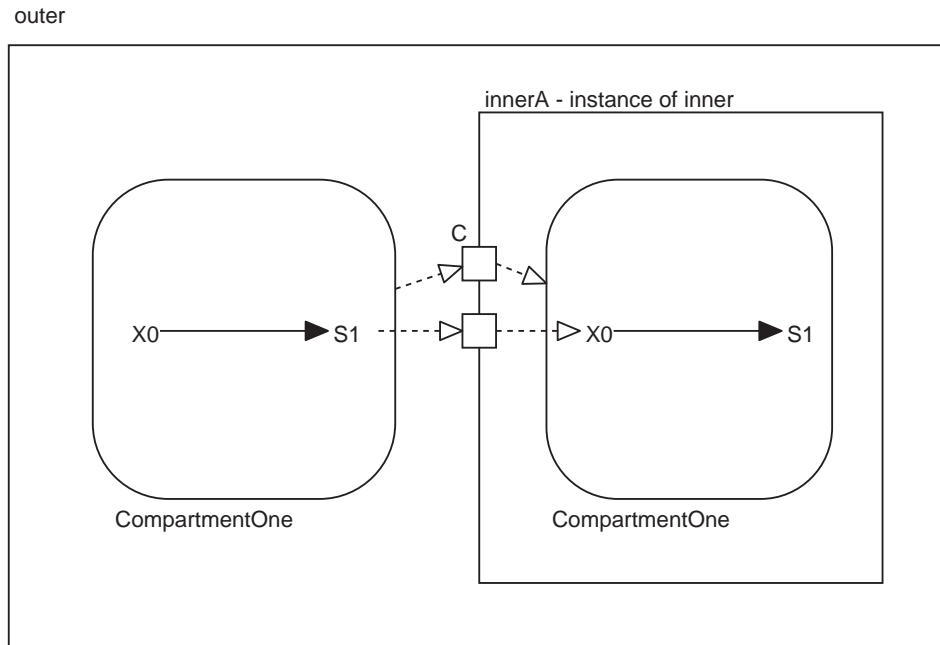 outer
innerA - instance of inner
C
X0
S1
X0
S1
CompartmentOne
CompartmentOne